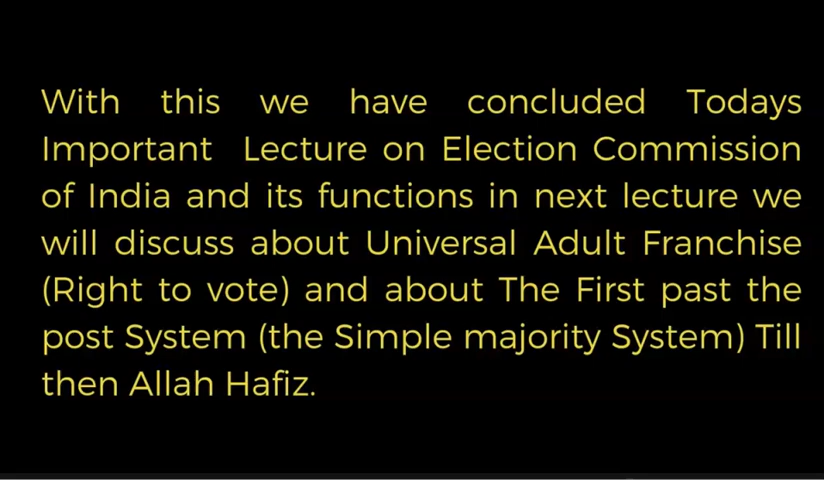 With this we have concluded Todays
Important Lecture on Election Commission
of India and its functions in next lecture we
will discuss about Universal Adult Franchise
(Right to vote) and about The First past the
post System (the Simple majority System) Till
then Allah Hafiz.